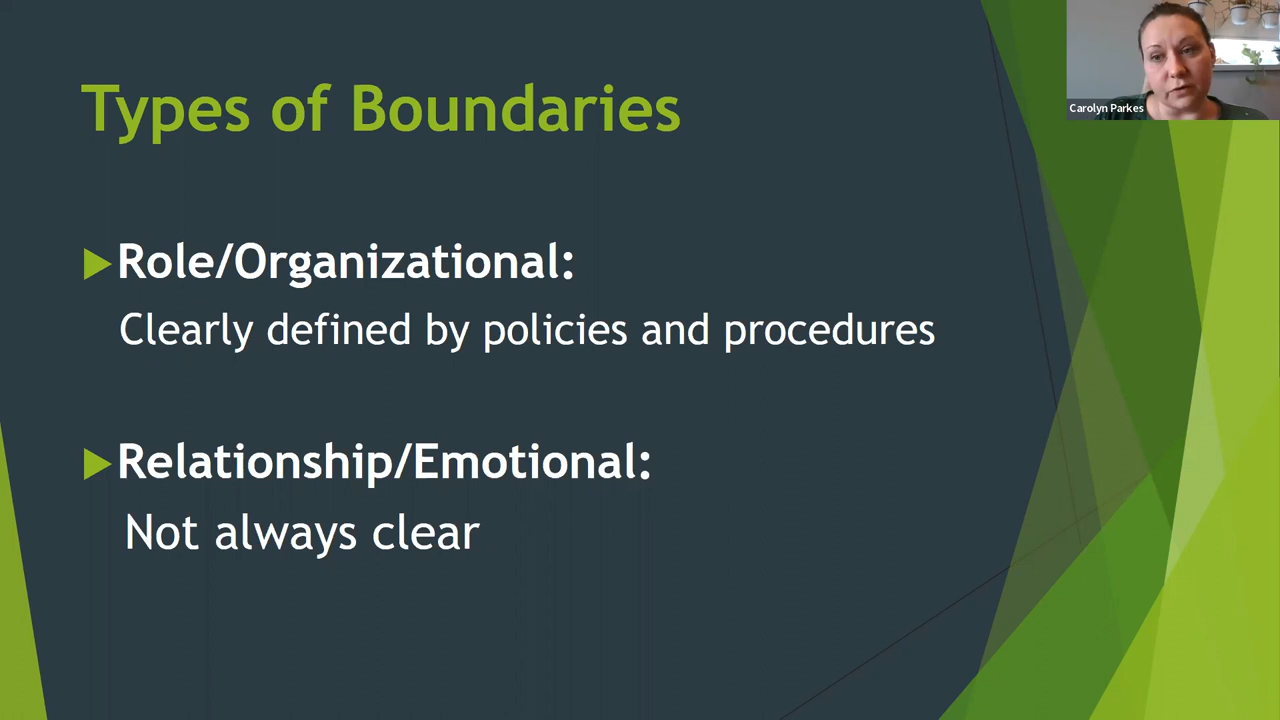 Types of Boundaries
Carolyn Parkes
Role/Organizational:
Clearly defined by policies and procedures
Relationship/Emotional:
Not always clear